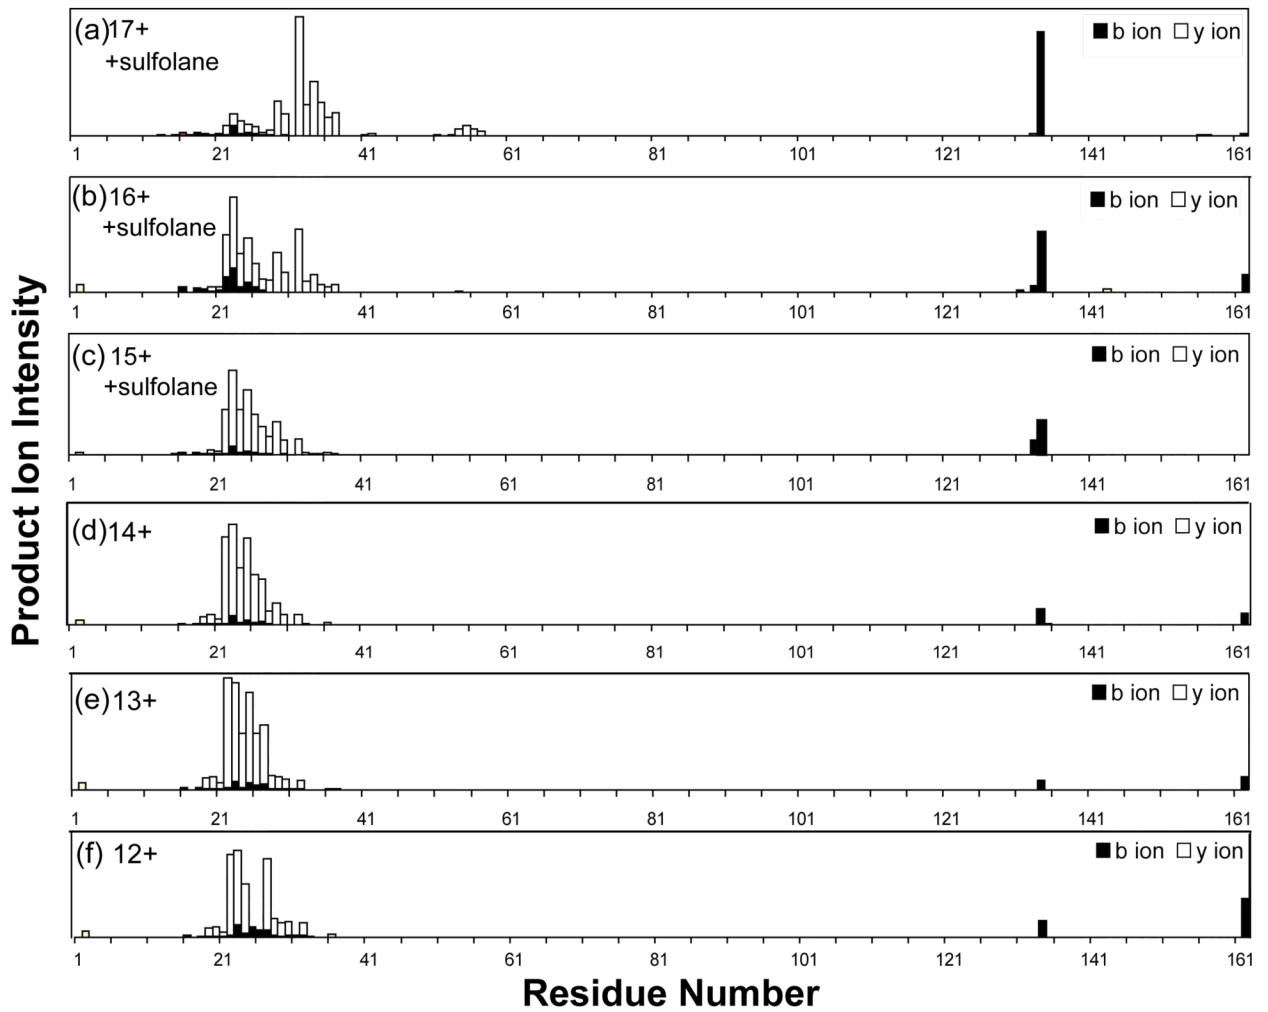 Product Ion Intensity
(a)17+
+sulfolane
b ion y ion
1 21 41 61 81 101 121 141 161
(b)16+
+sulfolane
b ion y ion
1 21 41 61 81 101 121 141 161
(c) 15+
+sulfolane
b ion y ion
1 21 41 61 81 101 121 141 161
(d)14+
b ion y ion
1 21 41 61 81 101 121 141 161
(e)13+
b ion y ion
1 21 41 61 81 101 121 141 161
(f) 12+
b ion y ion
1 21 41 61 81 101 121 141 161
Residue Number